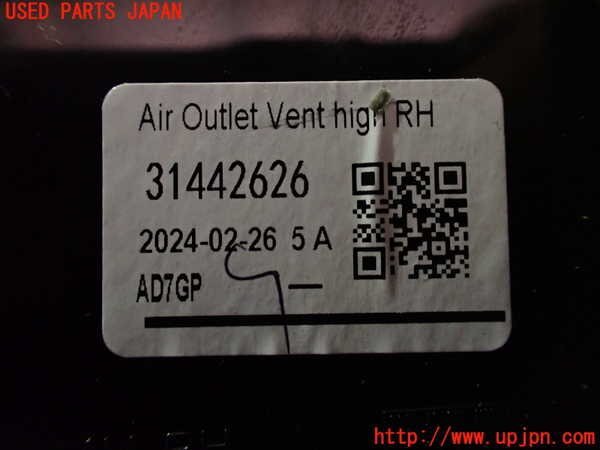 USED PARTS JAPAN
Air Outlet Vent high RH
31442626
2024-02-26 5 A
AD7GP —
http://www.upjpn.com/